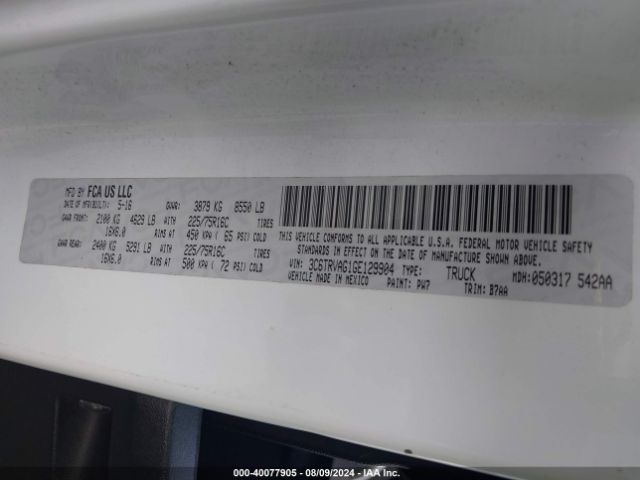 MFD BY FCA US LLC
DATE OF MFR/BUILT: 5-16 GVWR: 3878 KG 8550 LB
GAWR FRONT: 2100 KG 4629 LB WITH 225/75R16C TIRES
16X6.0 RIMS AT 450 KPA ( 65 PSI) COLD
GAWR REAR: 2400 KG 5291 LB WITH 225/75R16C TIRES
16X6.0 RIMS AT 500 KPA ( 72 PSI) COLD
THIS VEHICLE CONFORMS TO ALL APPLICABLE U.S.A. FEDERAL MOTOR VEHICLE SAFETY
STANDARDS IN EFFECT ON THE DATE OF MANUFACTURE SHOWN ABOVE.
VIN: 3C6TRVAG1GE129904 TYPE: TRUCK MDH: 050317 542AA
VEHICLE MADE IN MEXICO PAINT: PW7 TRIM: B7AA
000-40077905 - 08/09/2024 - IAA Inc.